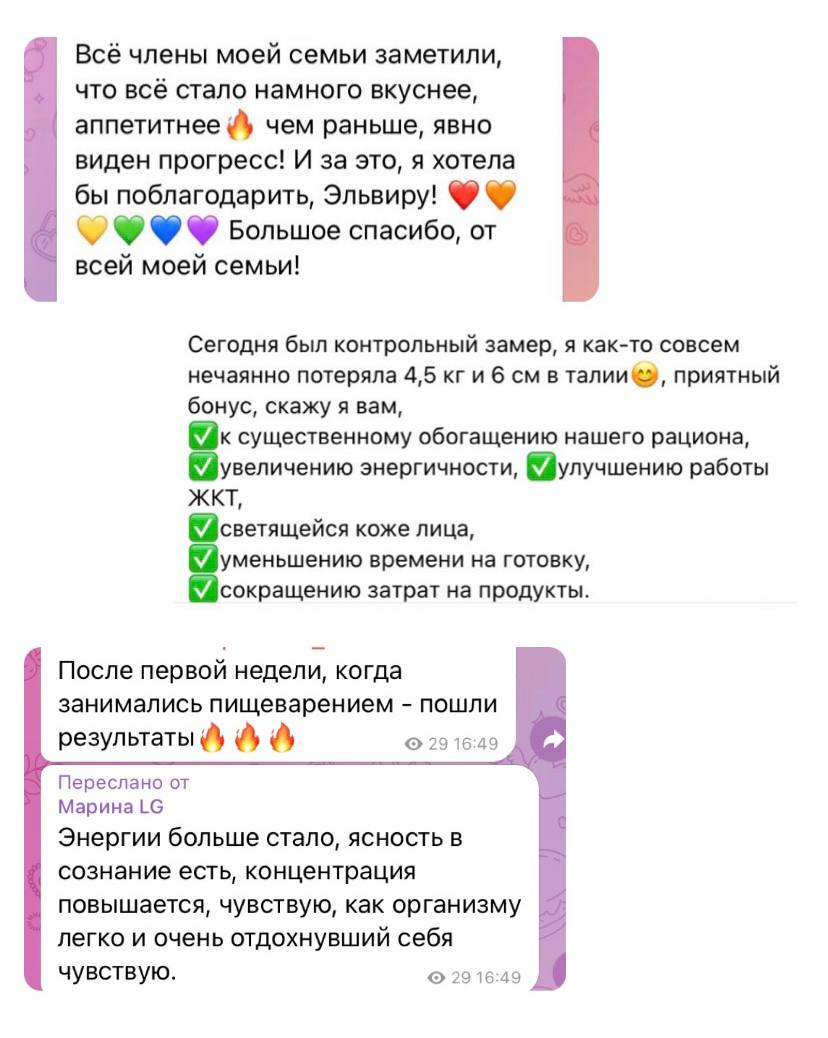 Всё члены моей семьи заметили,
что всё стало намного вкуснее,
аппетитнее🔥 чем раньше, явно
виден прогресс! И за это, я хотела
бы поблагодарить, Эльвиру! ❤️🧡
💛💚💙💜 Большое спасибо, от
всей моей семьи!
Сегодня был контрольный замер, я как-то совсем
нечаянно потеряла 4,5 кг и 6 см в талии😊, приятный
бонус, скажу я вам,
✅к существенному обогащению нашего рациона,
✅увеличению энергичности, ✅улучшению работы
ЖКТ,
✅светящейся коже лица,
✅уменьшению времени на готовку,
✅сокращению затрат на продукты.
После первой недели, когда
занимались пищеварением - пошли
результаты🔥🔥🔥
29 16:49
Переслано от
Марина LG
Энергии больше стало, ясность в
сознание есть, концентрация
повышается, чувствую, как организму
легко и очень отдохнувший себя
чувствую.
29 16:49